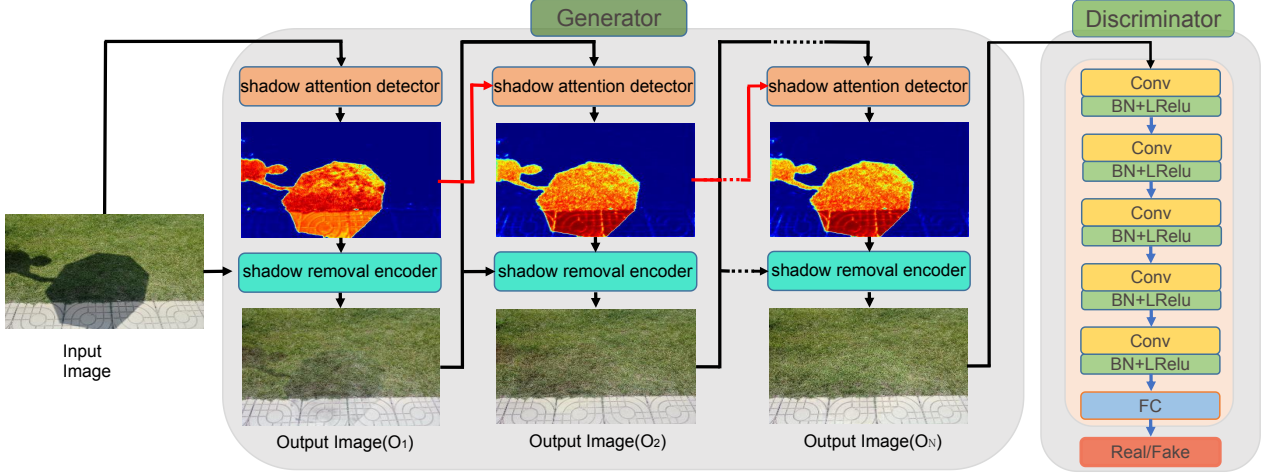 Generator
Discriminator
shadow attention detector
shadow attention detector
shadow attention detector
Input
Image
shadow removal encoder
shadow removal encoder
shadow removal encoder
Output Image(O₁)
Output Image(O₂)
Output Image(Oɴ)
Conv
BN+LRelu
Conv
BN+LRelu
Conv
BN+LRelu
Conv
BN+LRelu
Conv
BN+LRelu
FC
Real/Fake